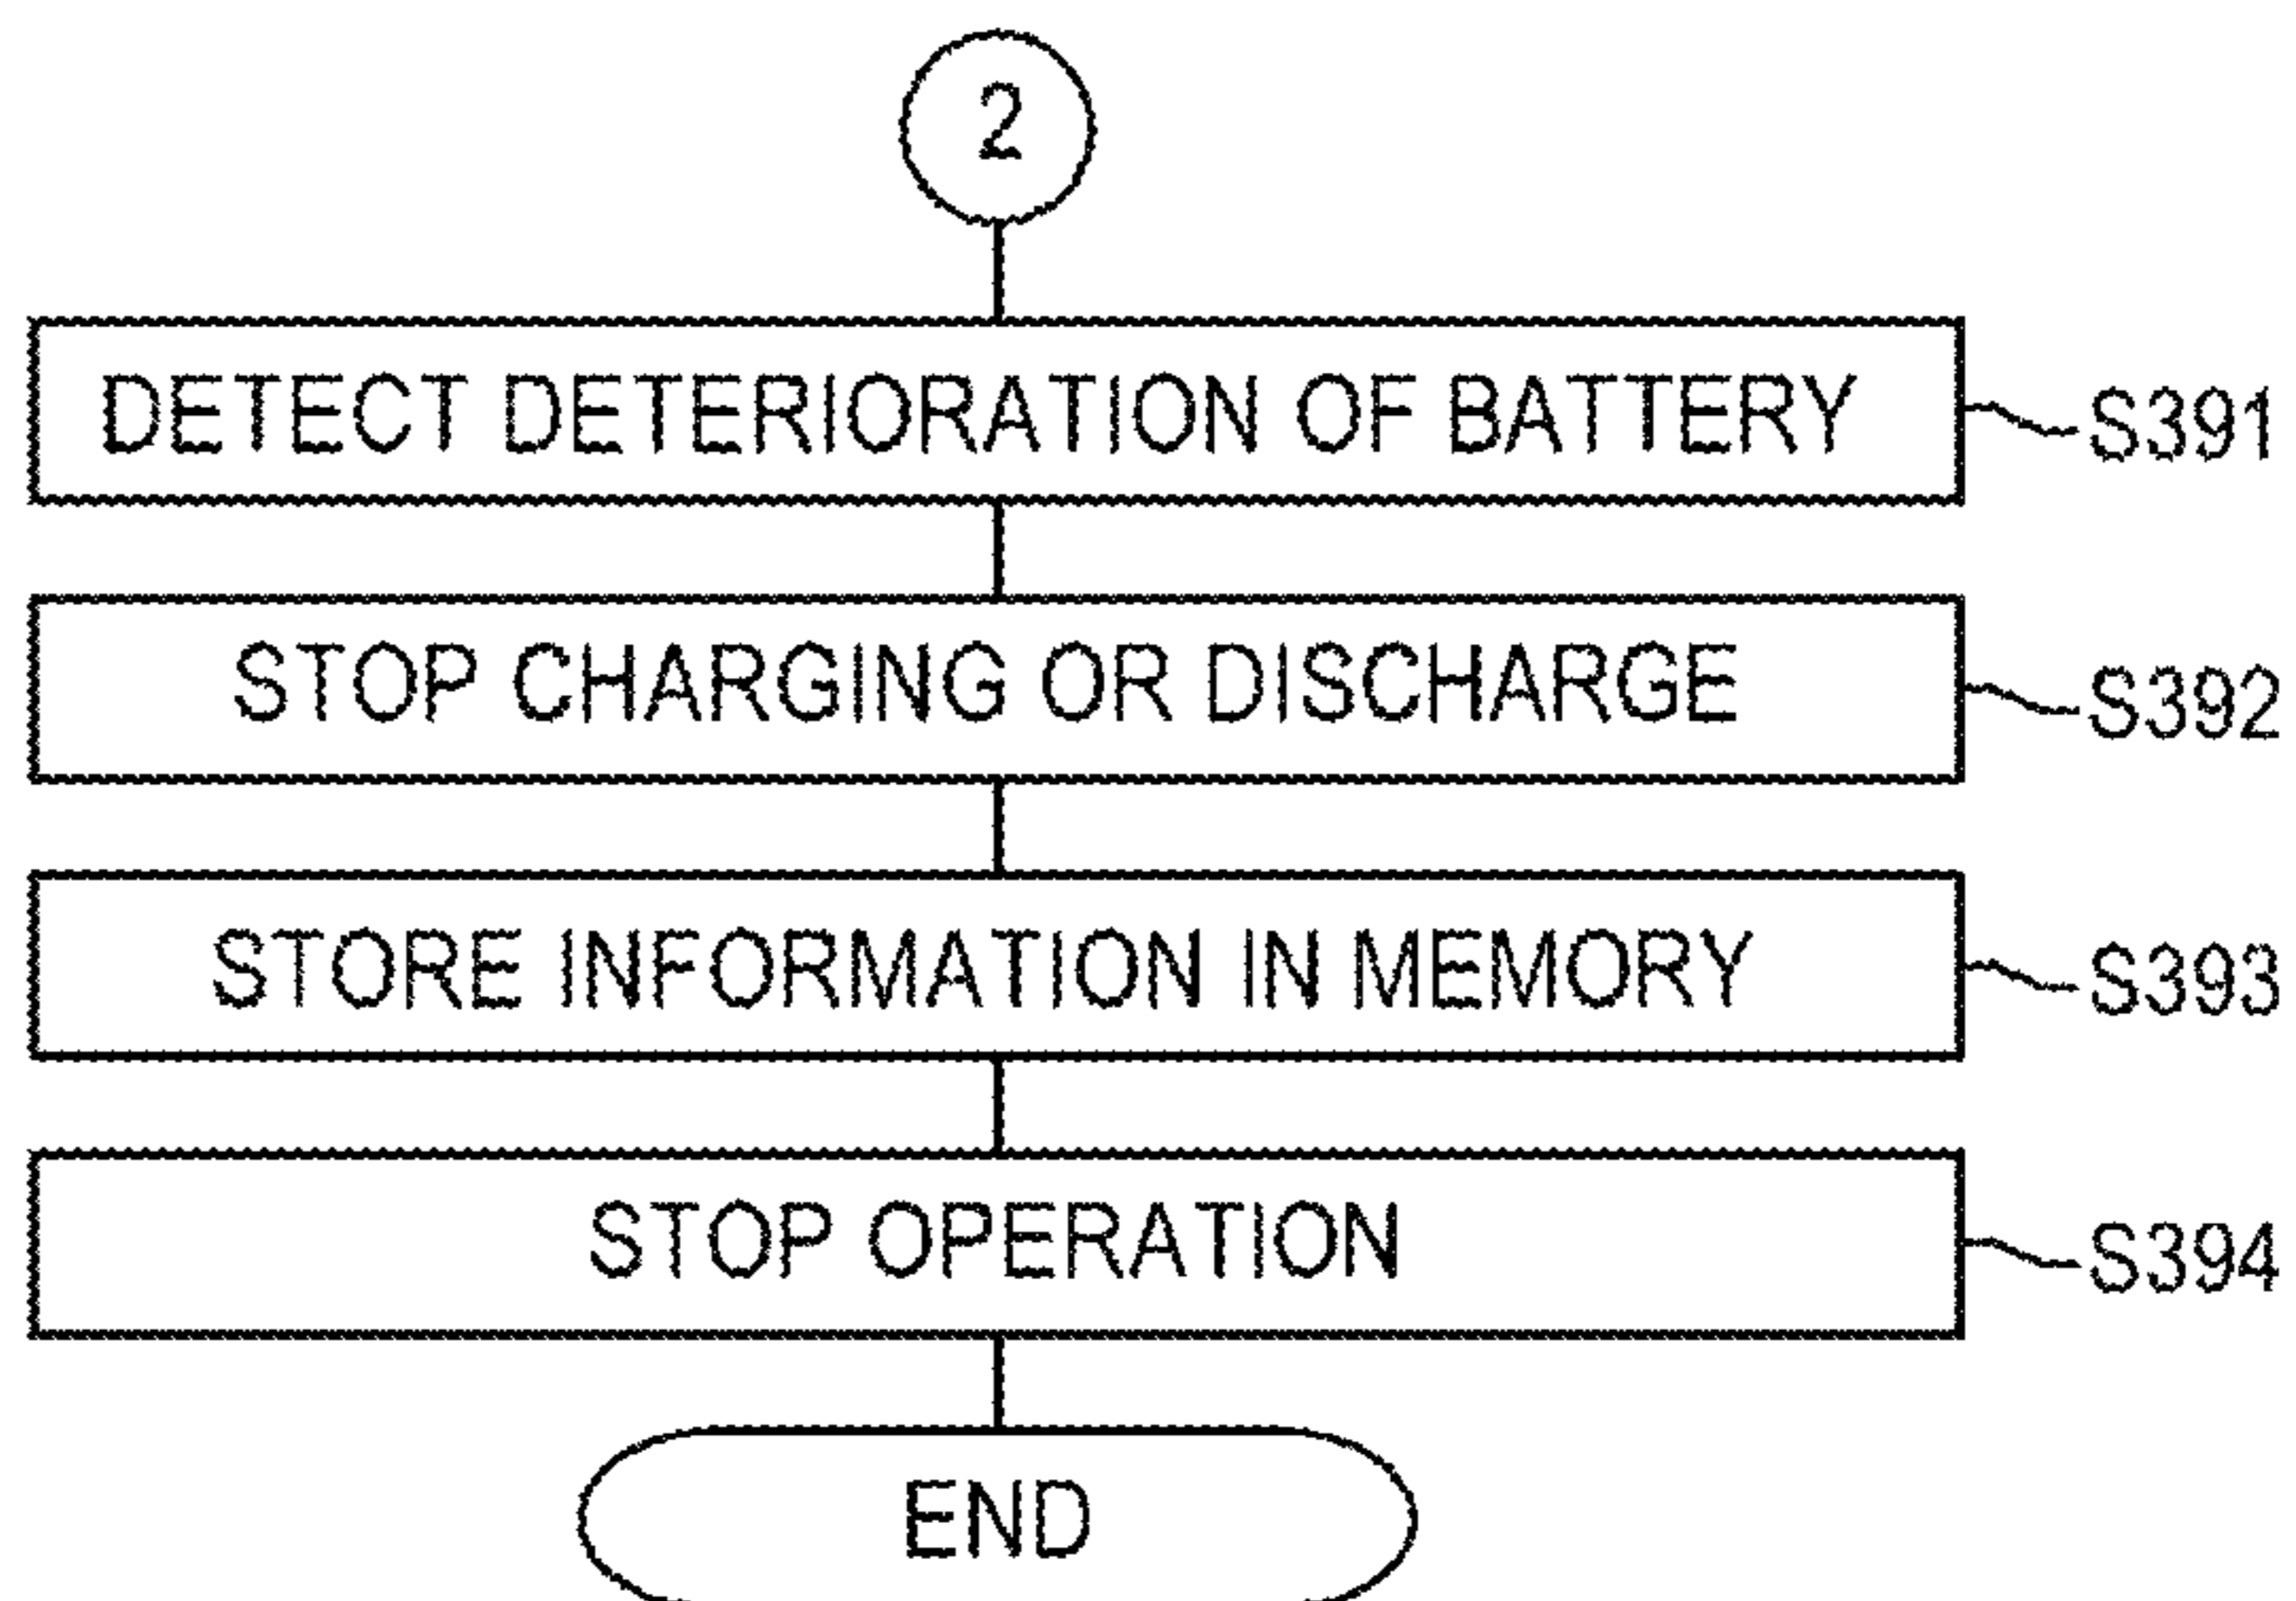 2
DETECT DETERIORATION OF BATTERY S391
STOP CHARGING OR DISCHARGE S392
STORE INFORMATION IN MEMORY S393
STOP OPERATION S394
END